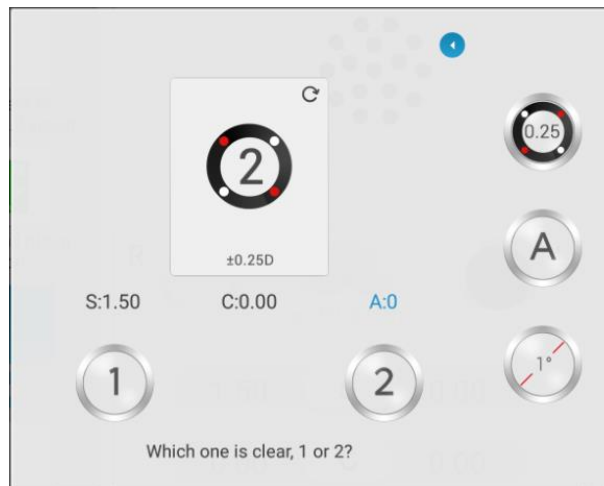 0.25
2
±0.25D
A
S:1.50 C:0.00 A:0
1°
1 2
Which one is clear, 1 or 2?